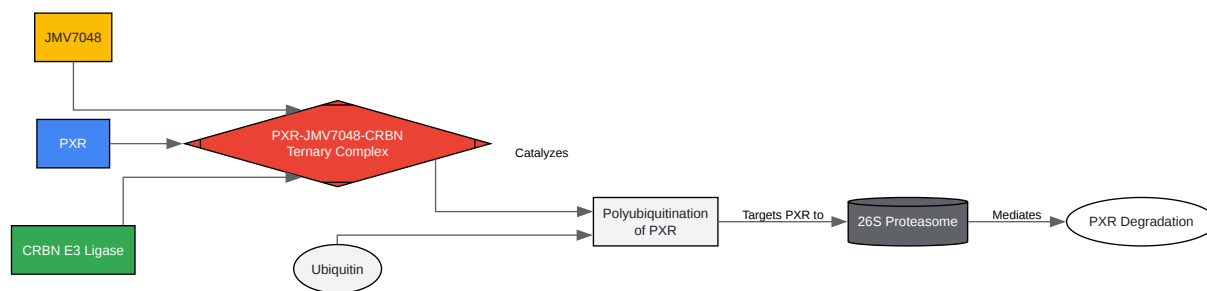 JMV7048
PXR
CRBN E3 Ligase
PXR-JMV7048-CRBN
Ternary Complex
Catalyzes
Ubiquitin
Polyubiquitination
of PXR
Targets PXR to
26S Proteasome
Mediates
PXR Degradation